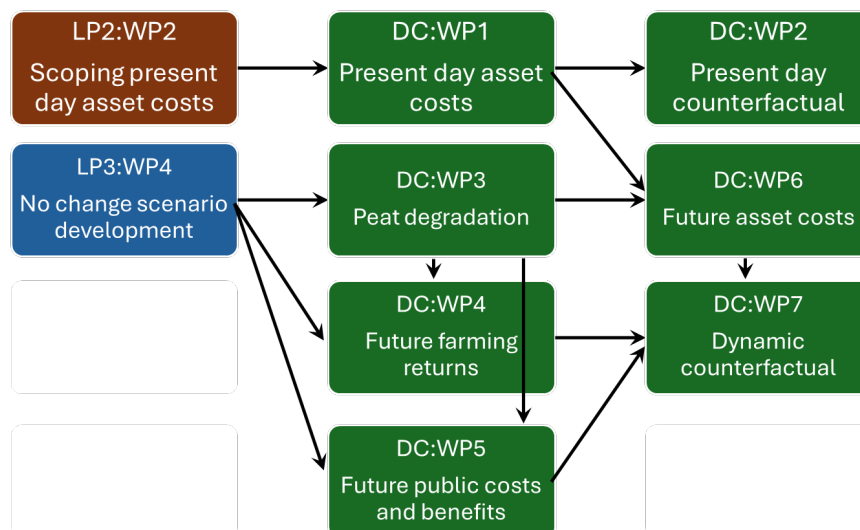 LP2:WP2
Scoping present
day asset costs
DC:WP1
Present day asset
costs
DC:WP2
Present day
counterfactual
LP3:WP4
No change scenario
development
DC:WP3
Peat degradation
DC:WP6
Future asset costs
DC:WP4
Future farming
returns
DC:WP7
Dynamic
counterfactual
DC:WP5
Future public costs
and benefits